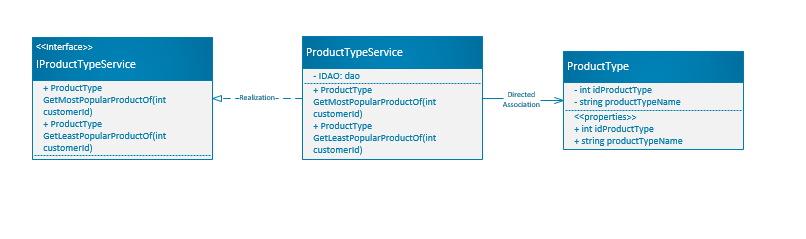 <<Interface>>
IProductTypeService
+ ProductType
GetMostPopularProductOf(int
customerId)
+ ProductType
GetLeastPopularProductOf(int
customerId)
Realization
ProductTypeService
- IDAO: dao
+ ProductType
GetMostPopularProductOf(int
customerId)
+ ProductType
GetLeastPopularProductOf(int
customerId)
Directed
Association
ProductType
- int idProductType
- string productTypeName
<<properties>>
+ int idProductType
+ string productTypeName